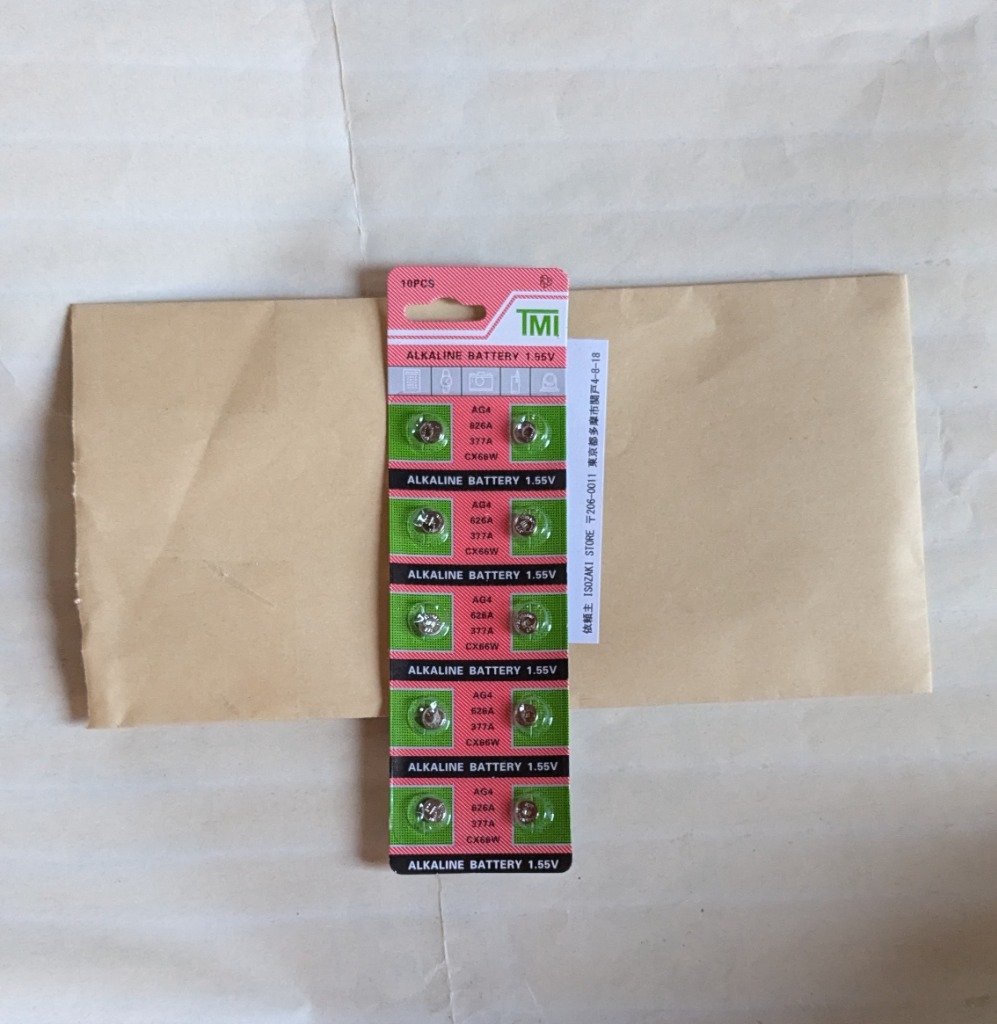 10PCS
TMI
ALKALINE BATTERY 1.55V
AG4
626A
377A
CX66W
ALKALINE BATTERY 1.55V
AG4
626A
377A
CX66W
ALKALINE BATTERY 1.55V
AG4
626A
377A
CX66W
ALKALINE BATTERY 1.55V
AG4
626A
377A
CX66W
ALKALINE BATTERY 1.55V
AG4
626A
377A
CX66W
ALKALINE BATTERY 1.55V
依頼主 ISOZAKI STORE 〒206-0011 東京都多摩市関戸4-8-18